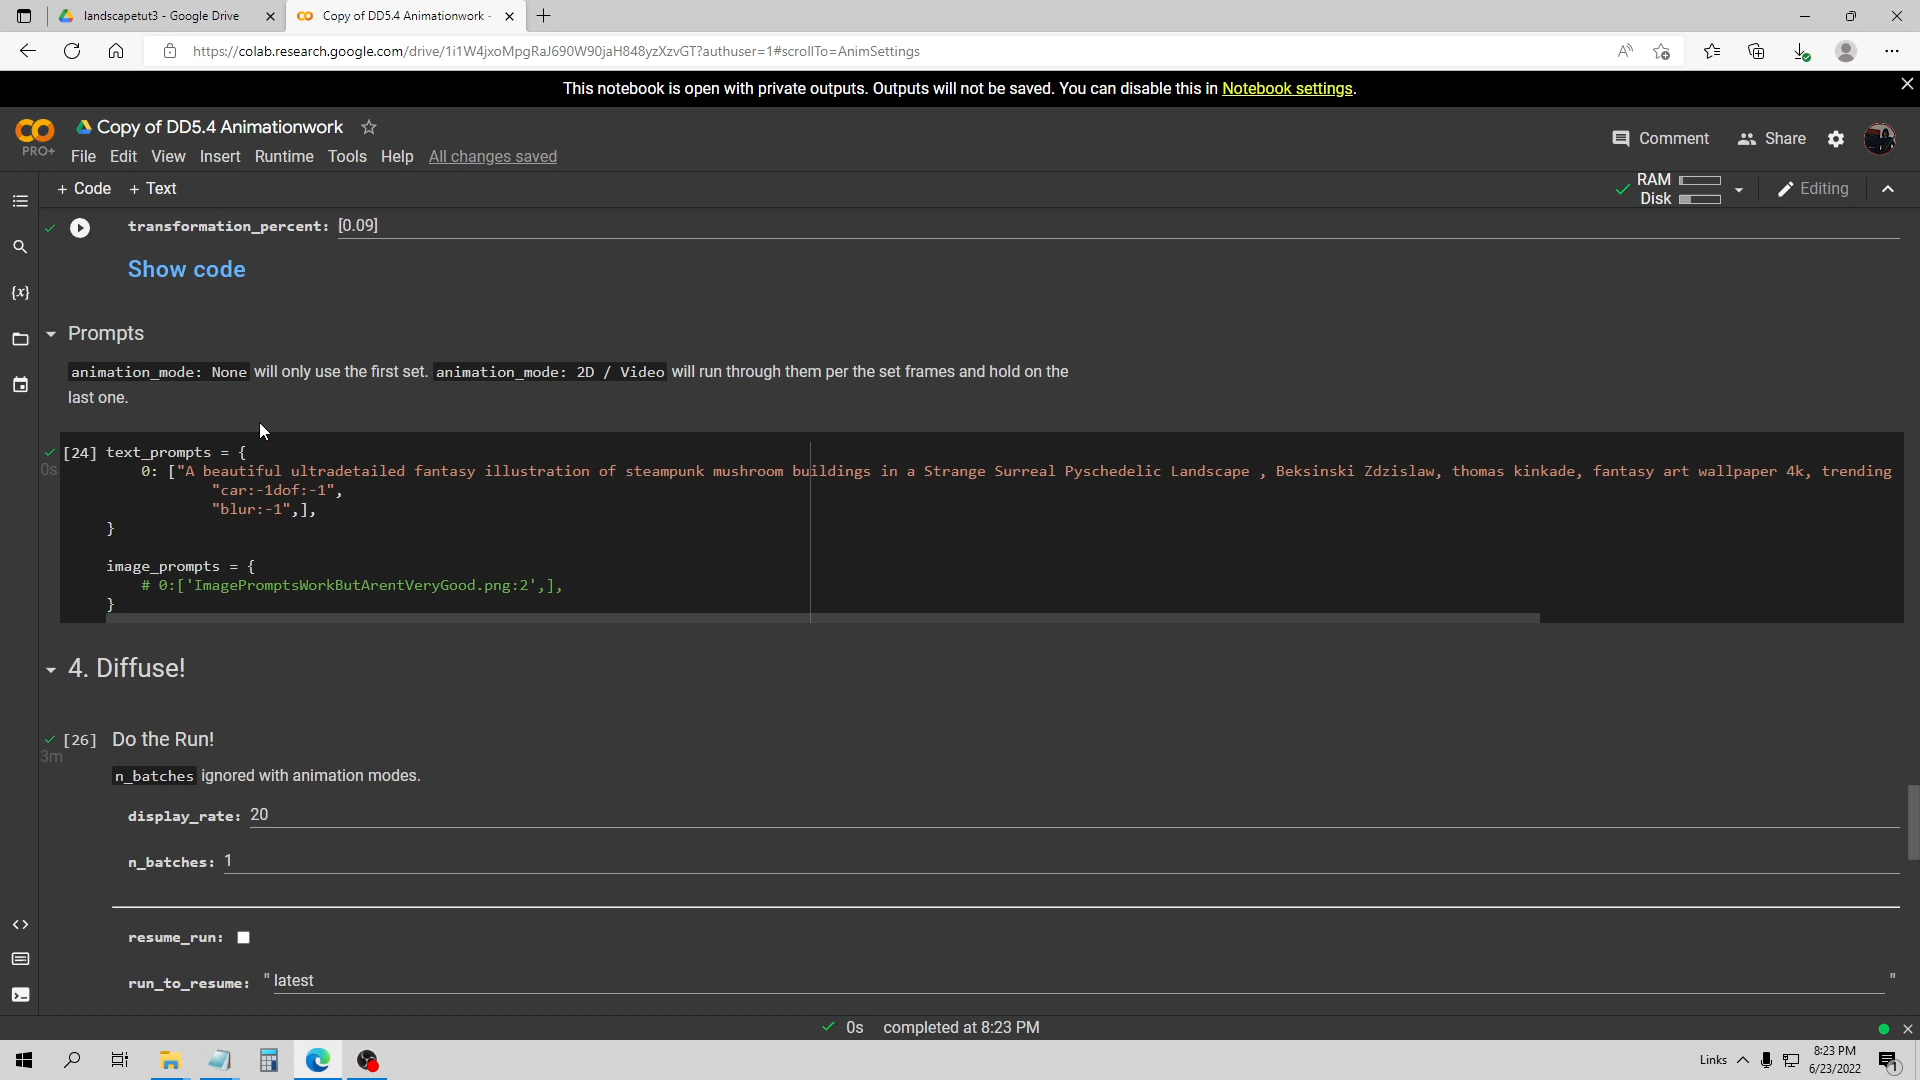 landscapetut3 - Google Drive
Copy of DD5.4 Animationwork -
https://colab.research.google.com/drive/1i1W4jxoMpgRaJ690W90jaH848yzXzvGT?authuser=1#scrollTo=AnimSettings
This notebook is open with private outputs. Outputs will not be saved. You can disable this in Notebook settings.
Copy of DD5.4 Animationwork
PRO+
File Edit View Insert Runtime Tools Help All changes saved
Comment Share
+ Code + Text
RAM
Disk
Editing
transformation_percent: [0.09]
Show code
Prompts
animation_mode: None will only use the first set. animation_mode: 2D / Video will run through them per the set frames and hold on the
last one.
[24] text_prompts = {
0s
0: ["A beautiful ultradetailed fantasy illustration of steampunk mushroom buildings in a Strange Surreal Pyschedelic Landscape , Beksinski Zdzislaw, thomas kinkade, fantasy art wallpaper 4k, trending
"car:-1dof:-1",
"blur:-1",],
}
image_prompts = {
# 0:['ImagePromptsWorkButArentVeryGood.png:2',],
}
4. Diffuse!
[26] Do the Run!
3m
n_batches ignored with animation modes.
display_rate: 20
n_batches: 1
resume_run:
run_to_resume: "latest"
0s completed at 8:23 PM
Links
8:23 PM
6/23/2022
1